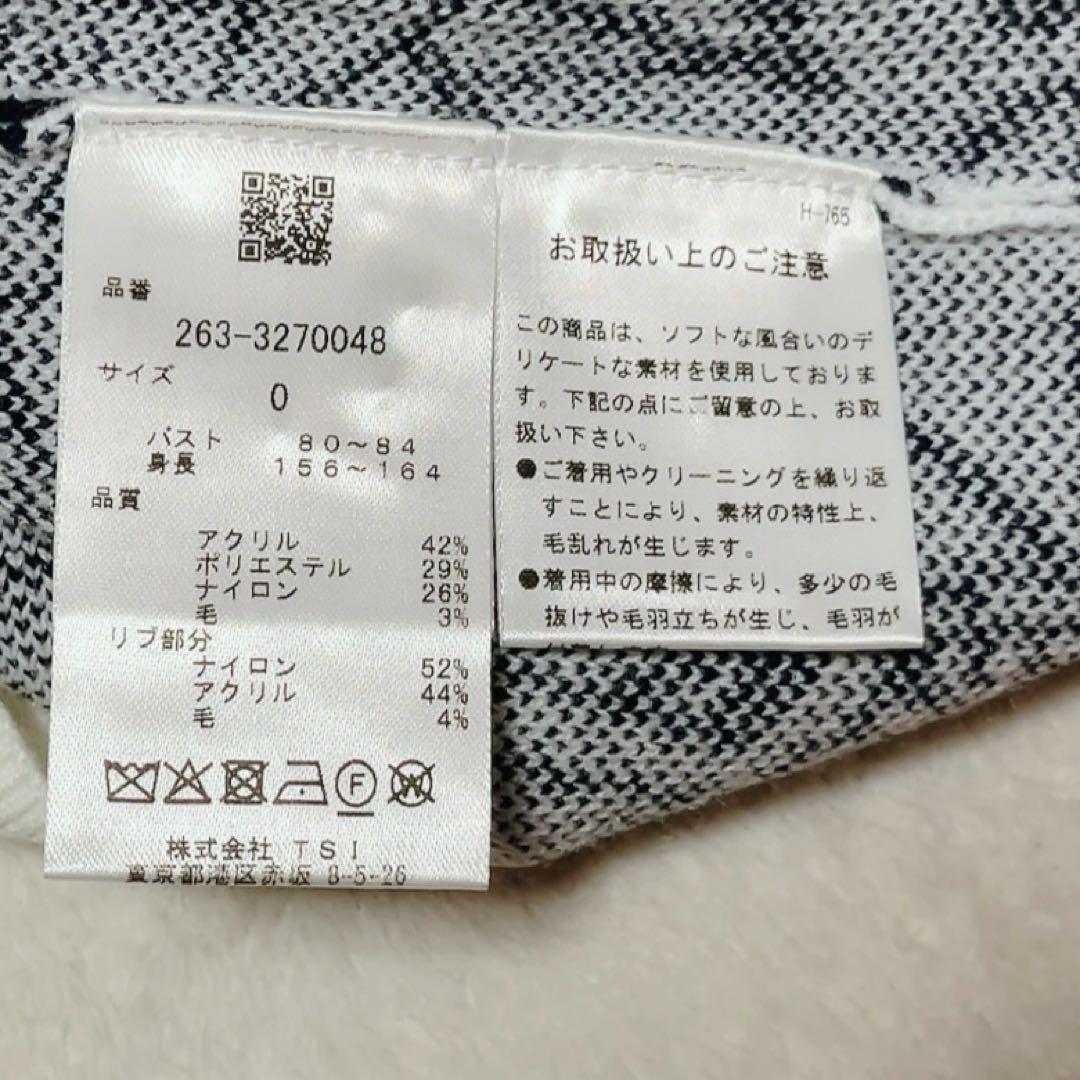 品番
263-3270048
サイズ
0
バスト 80~84
身長 156~164
品質
アクリル 42%
ポリエステル 29%
ナイロン 26%
毛 3%
リブ部分
ナイロン 52%
アクリル 44%
毛 4%
W
株式会社 TSI
東京都港区赤坂 8-5-26
H-765
お取扱い上のご注意
この商品は、ソフトな風合いのデ
リケートな素材を使用しておりま
す。下記の点にご留意の上、お取
扱い下さい。
●ご着用やクリーニングを繰り返
すことにより、素材の特性上、
毛乱れが生じます。
●着用中の摩擦により、多少の毛
抜けや毛羽立ちが生じ、毛羽が